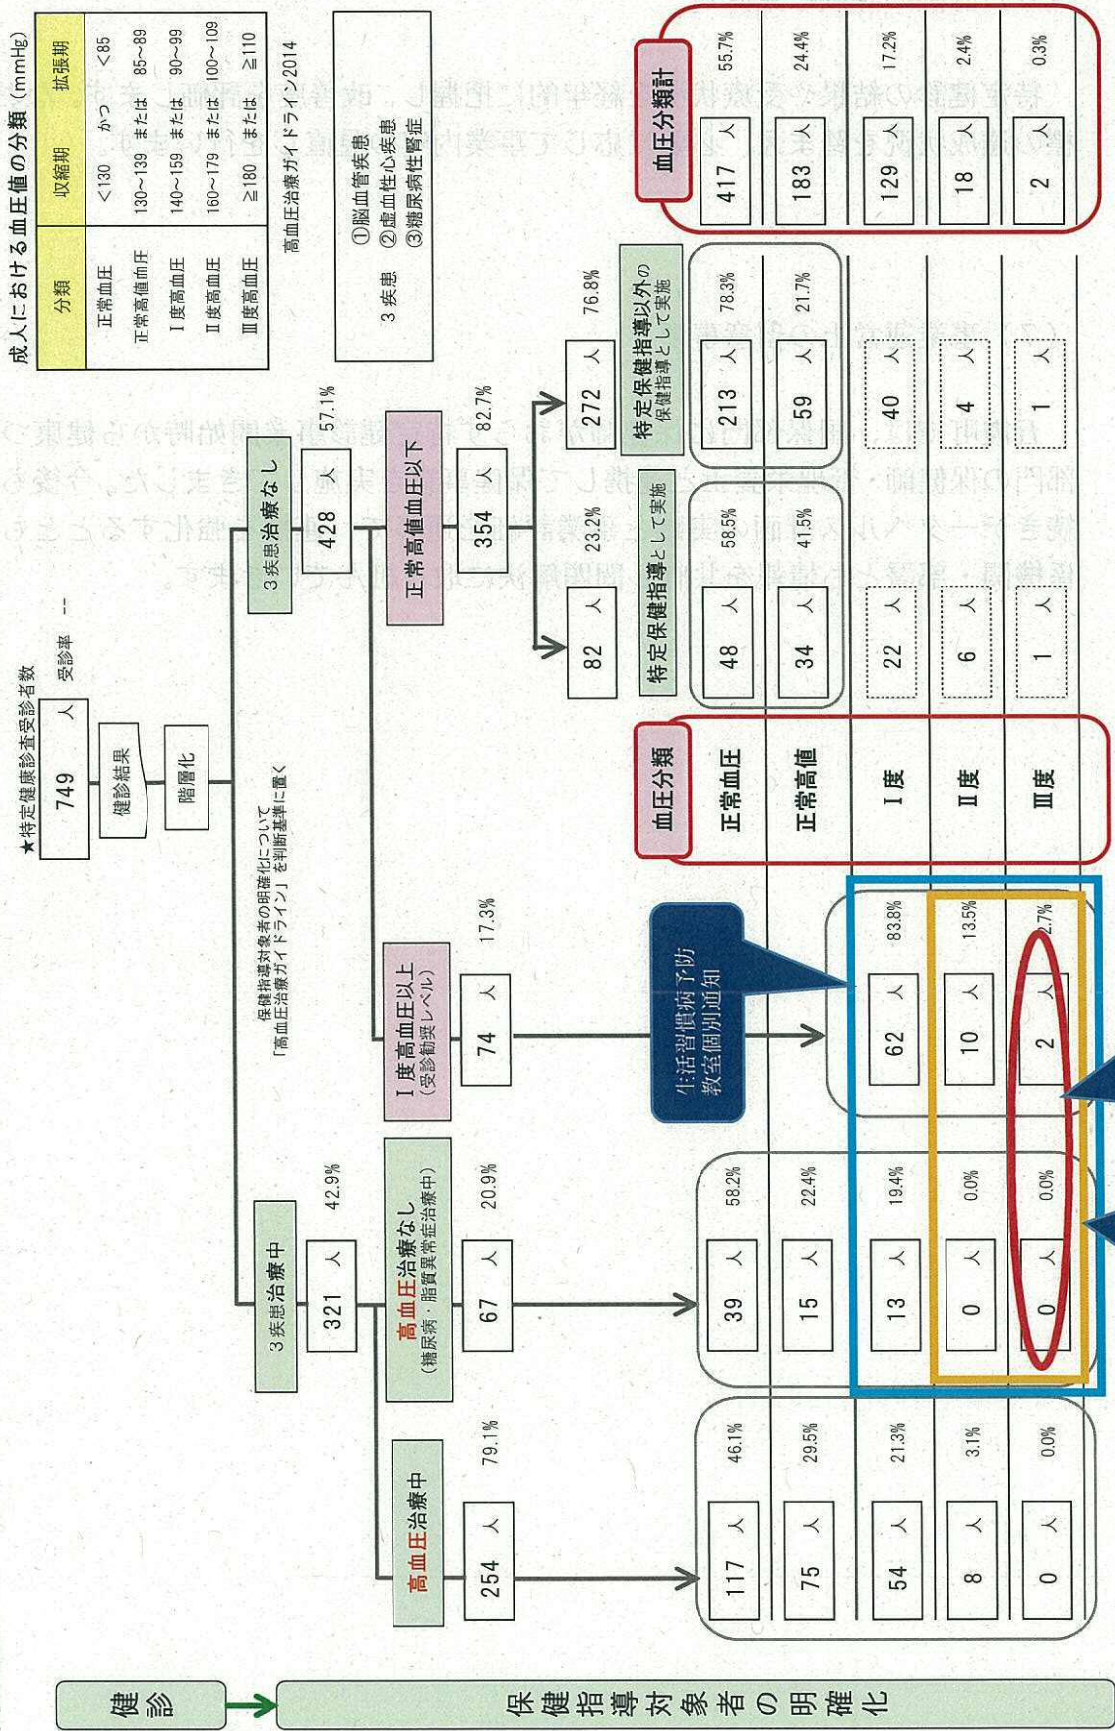 健診
保健指導対象者の明確化
★特定健康診査受診者数
749 人 受診率 --
健診結果
階層化
保健指導対象者の明確化について
「高血圧治療ガイドライン」を判断基準に置く
成人における血圧値の分類 (mmHg)
分類 収縮期 拡張期
正常血圧 <130 かつ <85
正常高値血圧 130~139 または 85~89
Ⅰ度高血圧 140~159 または 90~99
Ⅱ度高血圧 160~179 または 100~109
Ⅲ度高血圧 ≧180 または ≧110
高血圧治療ガイドライン2014
3疾患
①脳血管疾患
②虚血性心疾患
③糖尿病性腎症
3疾患治療中
321 人 42.9%
3疾患治療なし
428 人 57.1%
高血圧治療中
254 人 79.1%
高血圧治療なし
(糖尿病・脂質異常症治療中)
67 人 20.9%
Ⅰ度高血圧以上
(受診勧奨レベル)
74 人 17.3%
正常高値血圧以下
354 人 82.7%
82 人 23.2%
272 人 76.8%
特定保健指導として実施
特定保健指導以外の
保健指導として実施
生活習慣病予防
教室個別通知
血圧分類
血圧分類計
117 人 46.1% 39 人 58.2% 正常血圧 48 人 58.5% 213 人 78.3% 417 人 55.7%
75 人 29.5% 15 人 22.4% 正常高値 34 人 41.5% 59 人 21.7% 183 人 24.4%
54 人 21.3% 13 人 19.4% 62 人 83.8% Ⅰ度 22 人 40 人 129 人 17.2%
8 人 3.1% 0 人 0.0% 10 人 13.5% Ⅱ度 6 人 4 人 18 人 2.4%
0 人 0.0% 0 人 0.0% 2 人 2.7% Ⅲ度 1 人 1 人 2 人 0.3%